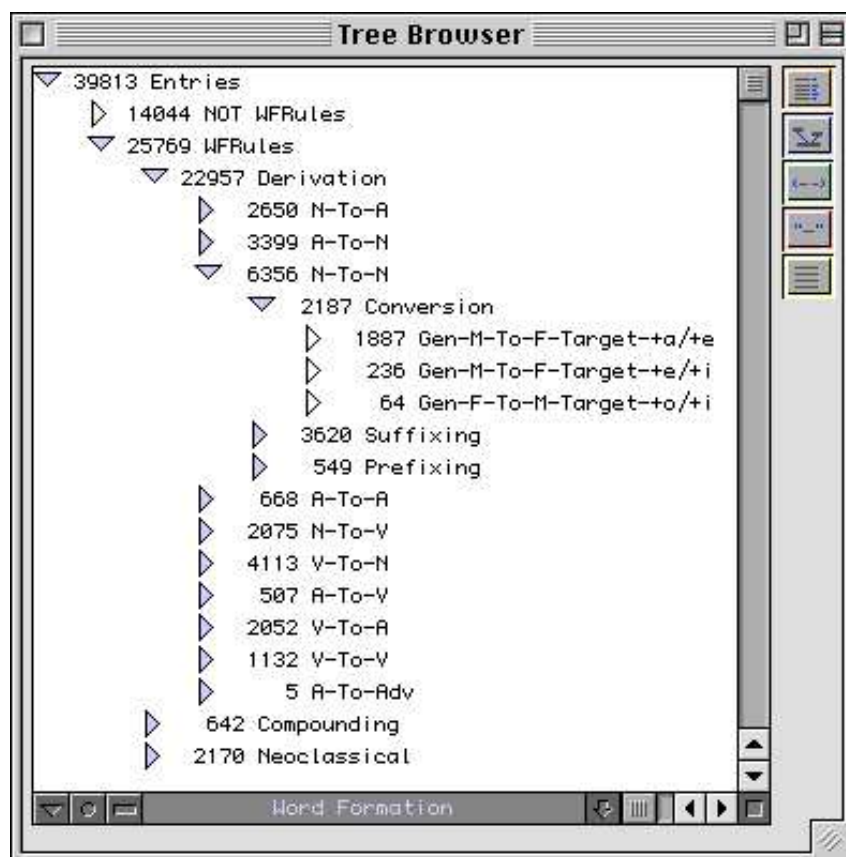 Tree Browser
39813 Entries
14044 NOT WFRules
25769 WFRules
22957 Derivation
2650 N-To-A
3399 A-To-N
6356 N-To-N
2187 Conversion
1887 Gen-M-To-F-Target-+a/+e
236 Gen-M-To-F-Target-+e/+i
64 Gen-F-To-M-Target-+o/+i
3620 Suffixing
549 Prefixing
668 A-To-A
2075 N-To-V
4113 V-To-N
507 A-To-V
2052 V-To-A
1132 V-To-V
5 A-To-Adv
642 Compounding
2170 Neoclassical
Word Formation